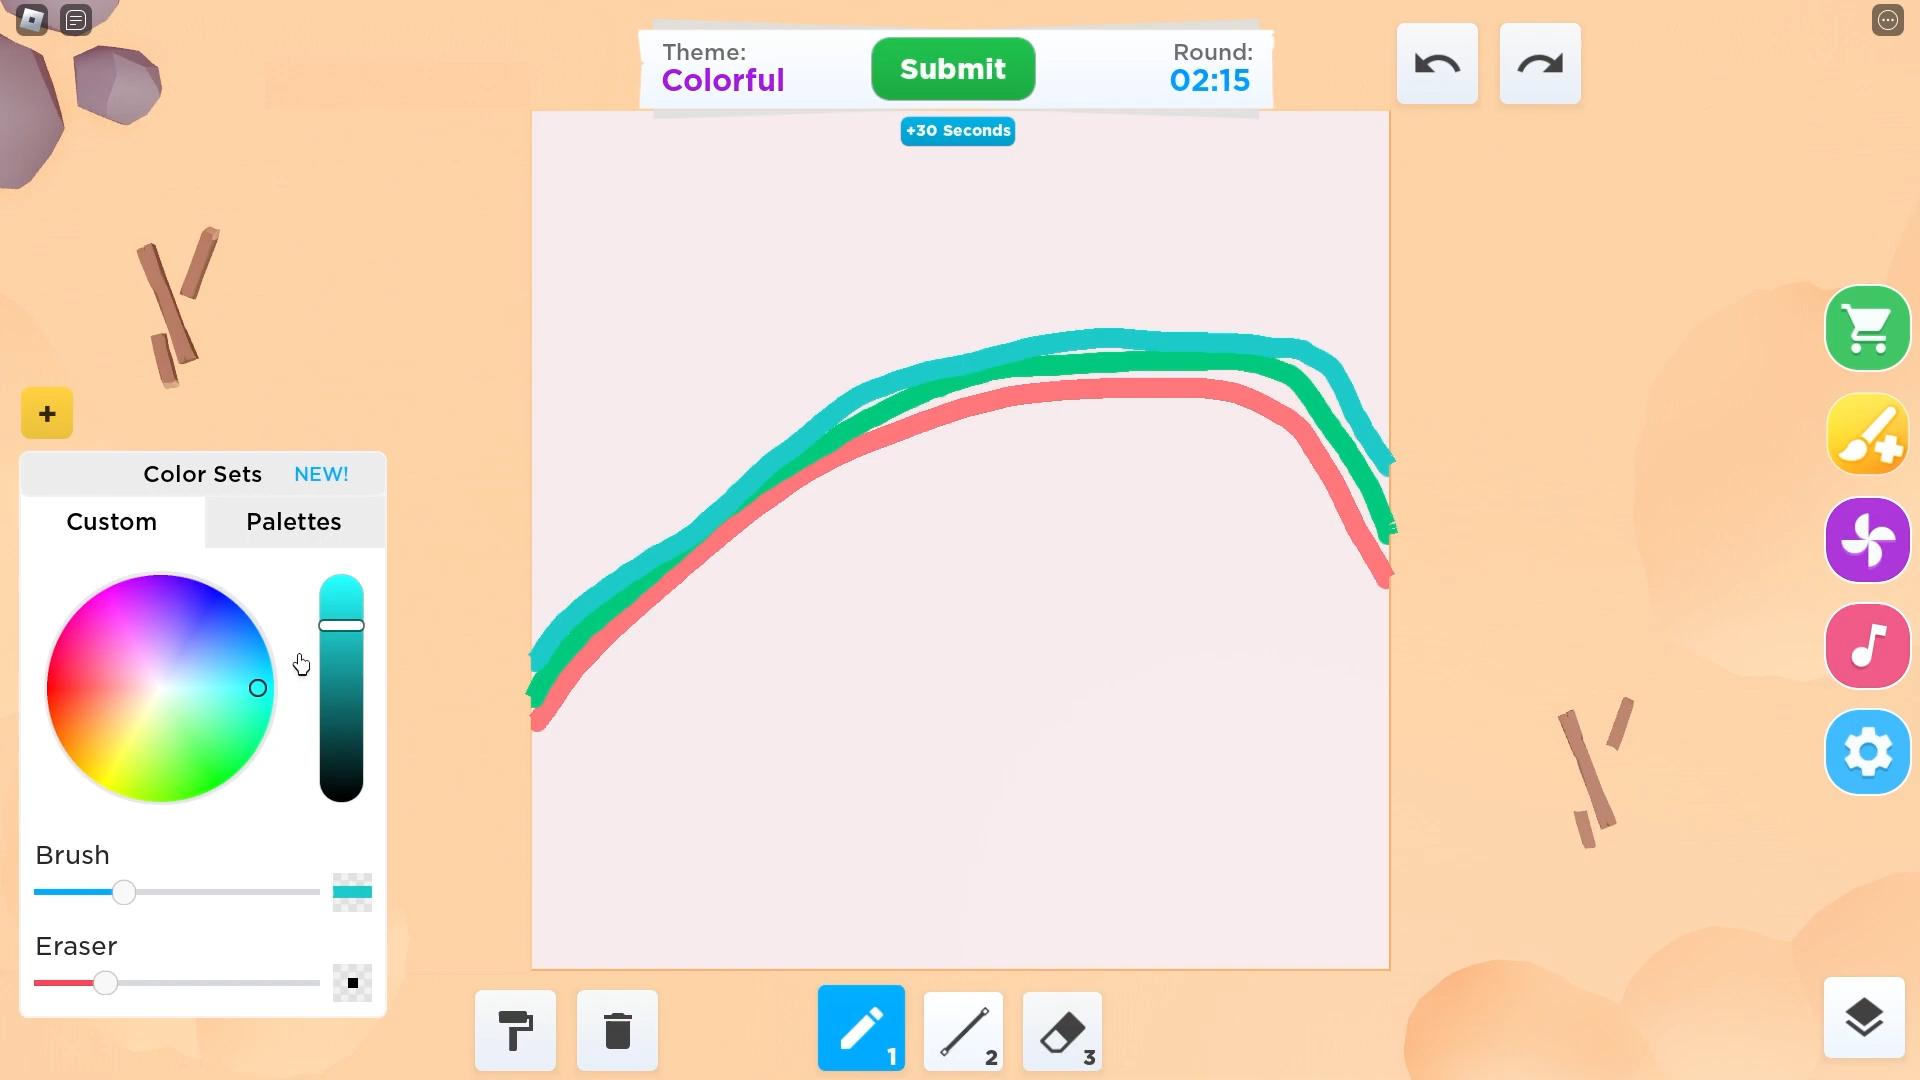 Theme:
Colorful
Submit
Round:
02:15
+30 Seconds
+
Color Sets NEW!
Custom
Palettes
Brush
Eraser
1
2
3